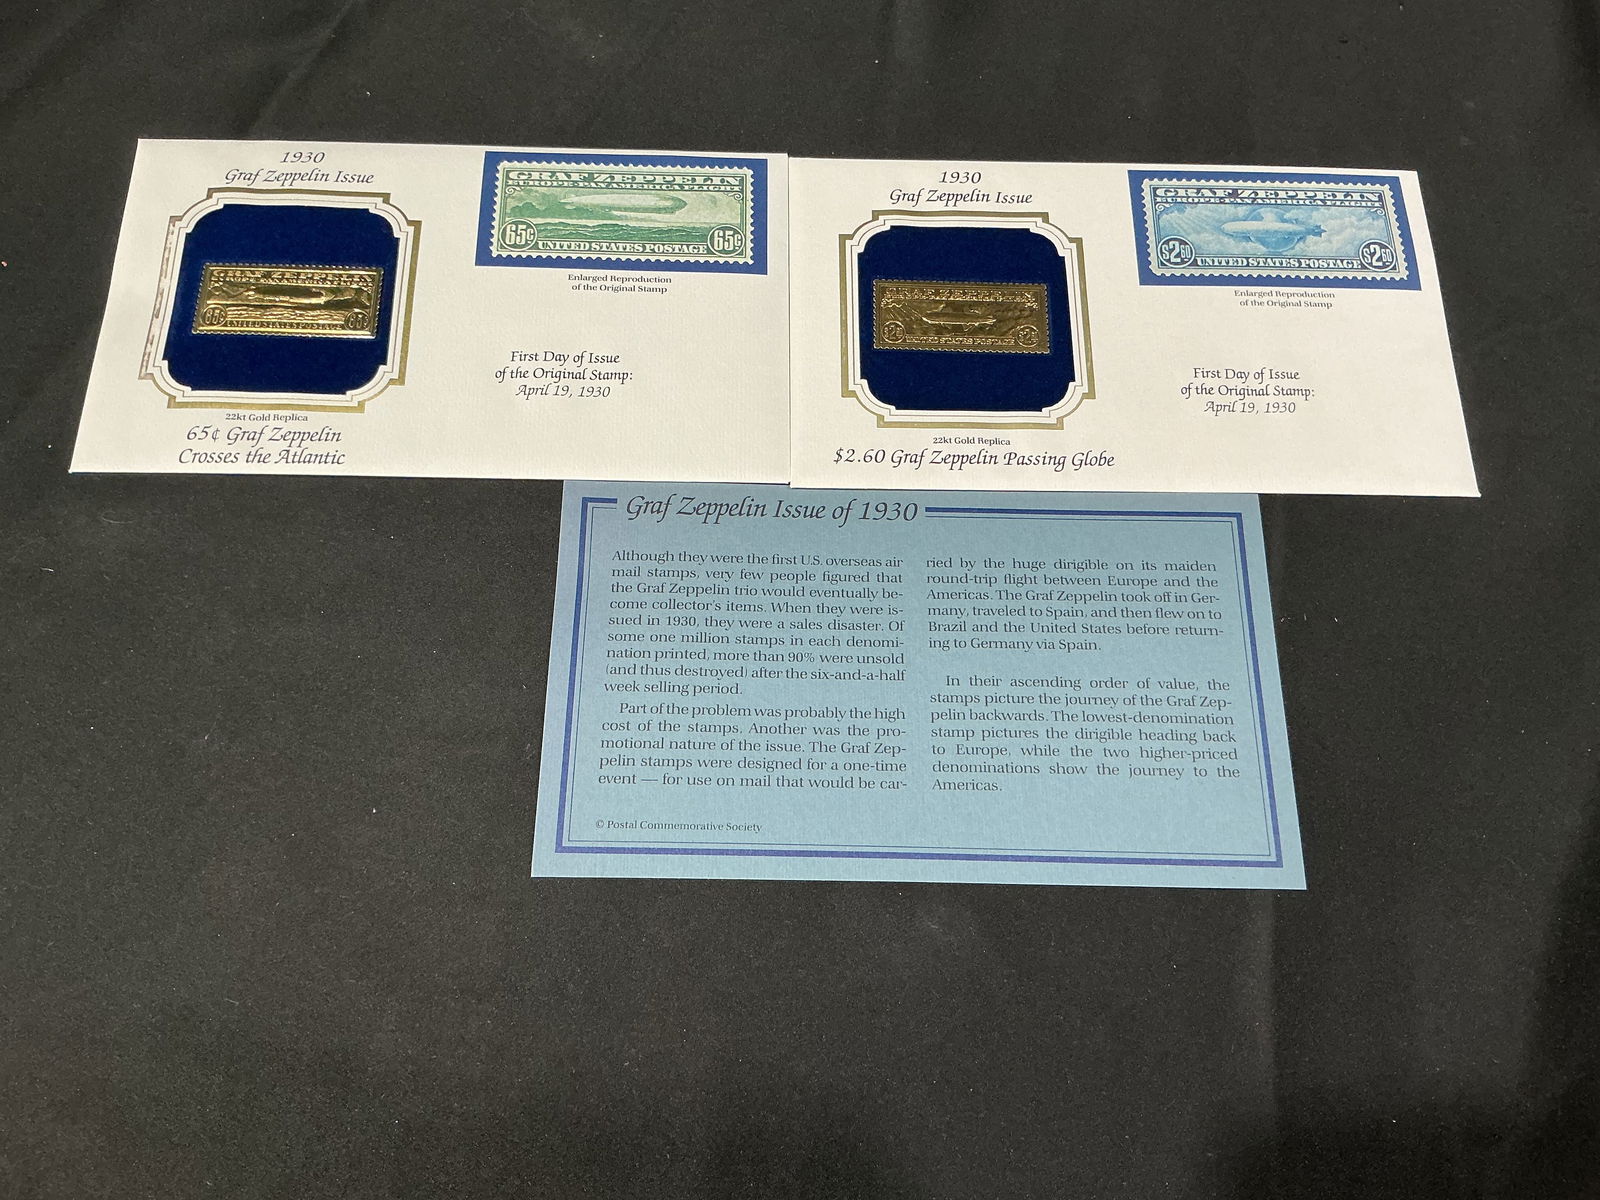 1930
Graf Zeppelin Issue
GRAF ZEPPELIN
EUROPE-PAN AMERICA FLIGHT
65¢ UNITED STATES POSTAGE 65¢
Enlarged Reproduction
of the Original Stamp
GRAF ZEPPELIN
65¢ UNITED STATES POSTAGE 65¢
First Day of Issue
of the Original Stamp:
April 19, 1930
22kt Gold Replica
65¢ Graf Zeppelin
Crosses the Atlantic
1930
Graf Zeppelin Issue
GRAF ZEPPELIN
EUROPE-PAN AMERICA FLIGHT
$2.60 UNITED STATES POSTAGE $2.60
Enlarged Reproduction
of the Original Stamp
UNITED STATES POSTAGE
First Day of Issue
of the Original Stamp:
April 19, 1930
22kt Gold Replica
$2.60 Graf Zeppelin Passing Globe
Graf Zeppelin Issue of 1930
Although they were the first U.S. overseas air
mail stamps, very few people figured that
the Graf Zeppelin trio would eventually be-
come collector's items. When they were is-
sued in 1930, they were a sales disaster. Of
some one million stamps in each denomi-
nation printed, more than 90% were unsold
(and thus destroyed) after the six-and-a-half
week selling period.
Part of the problem was probably the high
cost of the stamps. Another was the pro-
motional nature of the issue. The Graf Zep-
pelin stamps were designed for a one-time
event — for use on mail that would be car-
ried by the huge dirigible on its maiden
round-trip flight between Europe and the
Americas. The Graf Zeppelin took off in Ger-
many, traveled to Spain, and then flew on to
Brazil and the United States before return-
ing to Germany via Spain.
In their ascending order of value, the
stamps picture the journey of the Graf Zep-
pelin backwards. The lowest-denomination
stamp pictures the dirigible heading back
to Europe, while the two higher-priced
denominations show the journey to the
Americas.
© Postal Commemorative Society